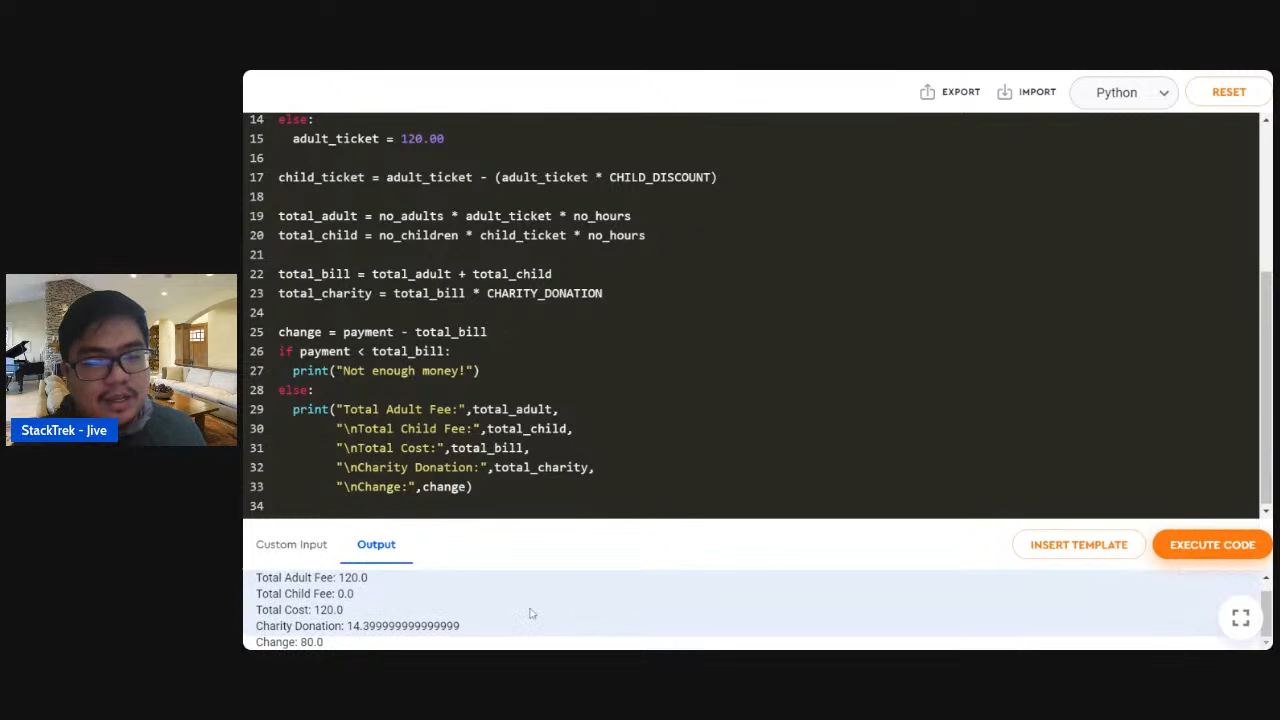 EXPORT IMPORT Python RESET
14 else:
15 adult_ticket = 120.00
16
17 child_ticket = adult_ticket - (adult_ticket * CHILD_DISCOUNT)
18
19 total_adult = no_adults * adult_ticket * no_hours
20 total_child = no_children * child_ticket * no_hours
21
22 total_bill = total_adult + total_child
23 total_charity = total_bill * CHARITY_DONATION
24
25 change = payment - total_bill
26 if payment < total_bill:
27 print("Not enough money!")
28 else:
29 print("Total Adult Fee:",total_adult,
30 "\nTotal Child Fee:",total_child,
31 "\nTotal Cost:",total_bill,
32 "\nCharity Donation:",total_charity,
33 "\nChange:",change)
34
StackTrek - Jive
Custom Input Output INSERT TEMPLATE EXECUTE CODE
Total Adult Fee: 120.0
Total Child Fee: 0.0
Total Cost: 120.0
Charity Donation: 14.399999999999999
Change: 80.0